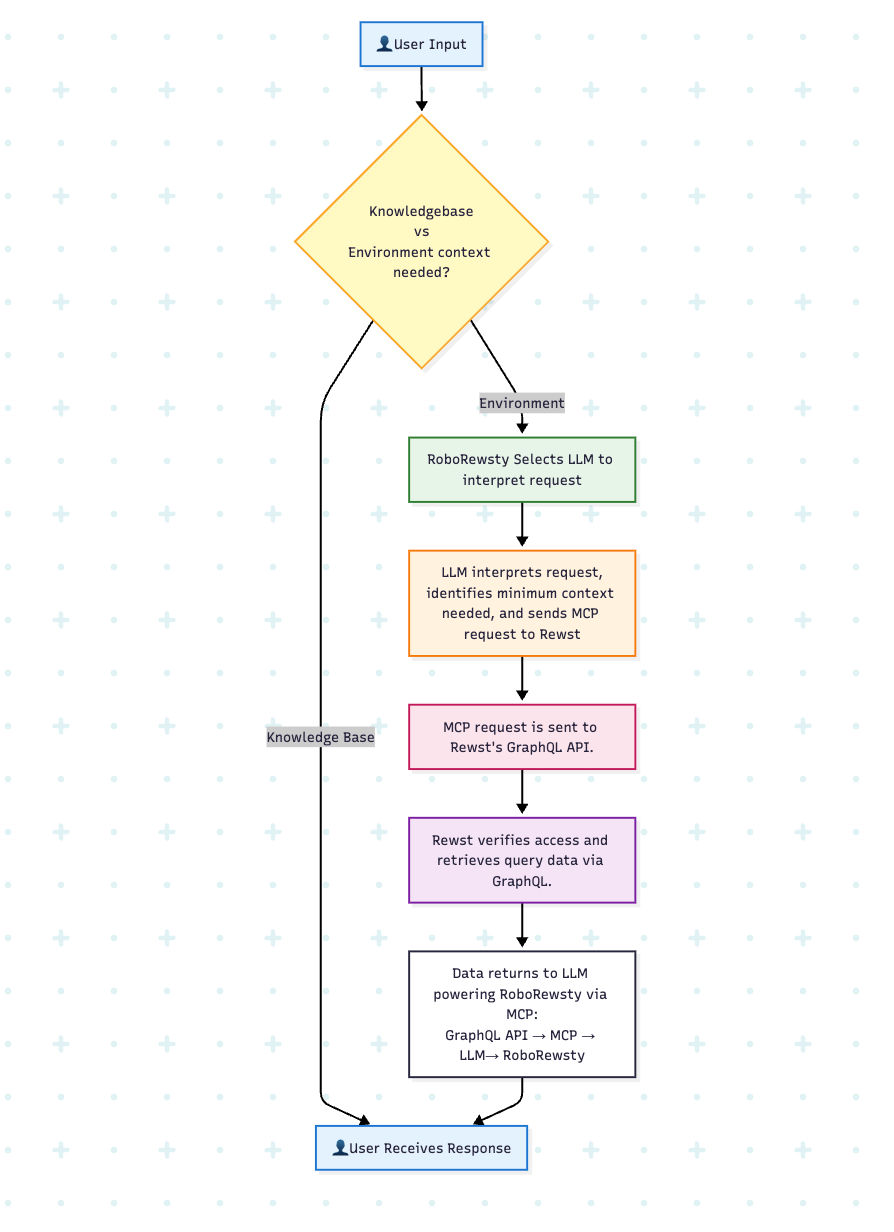 👤User Input
Knowledgebase
vs
Environment context
needed?
Environment
RoboRewsty Selects LLM to
interpret request
LLM interprets request,
identifies minimum context
needed, and sends MCP
request to Rewst
Knowledge Base
MCP request is sent to
Rewst's GraphQL API.
Rewst verifies access and
retrieves query data via
GraphQL.
Data returns to LLM
powering RoboRewsty via
MCP:
GraphQL API → MCP →
LLM→ RoboRewsty
👤User Receives Response